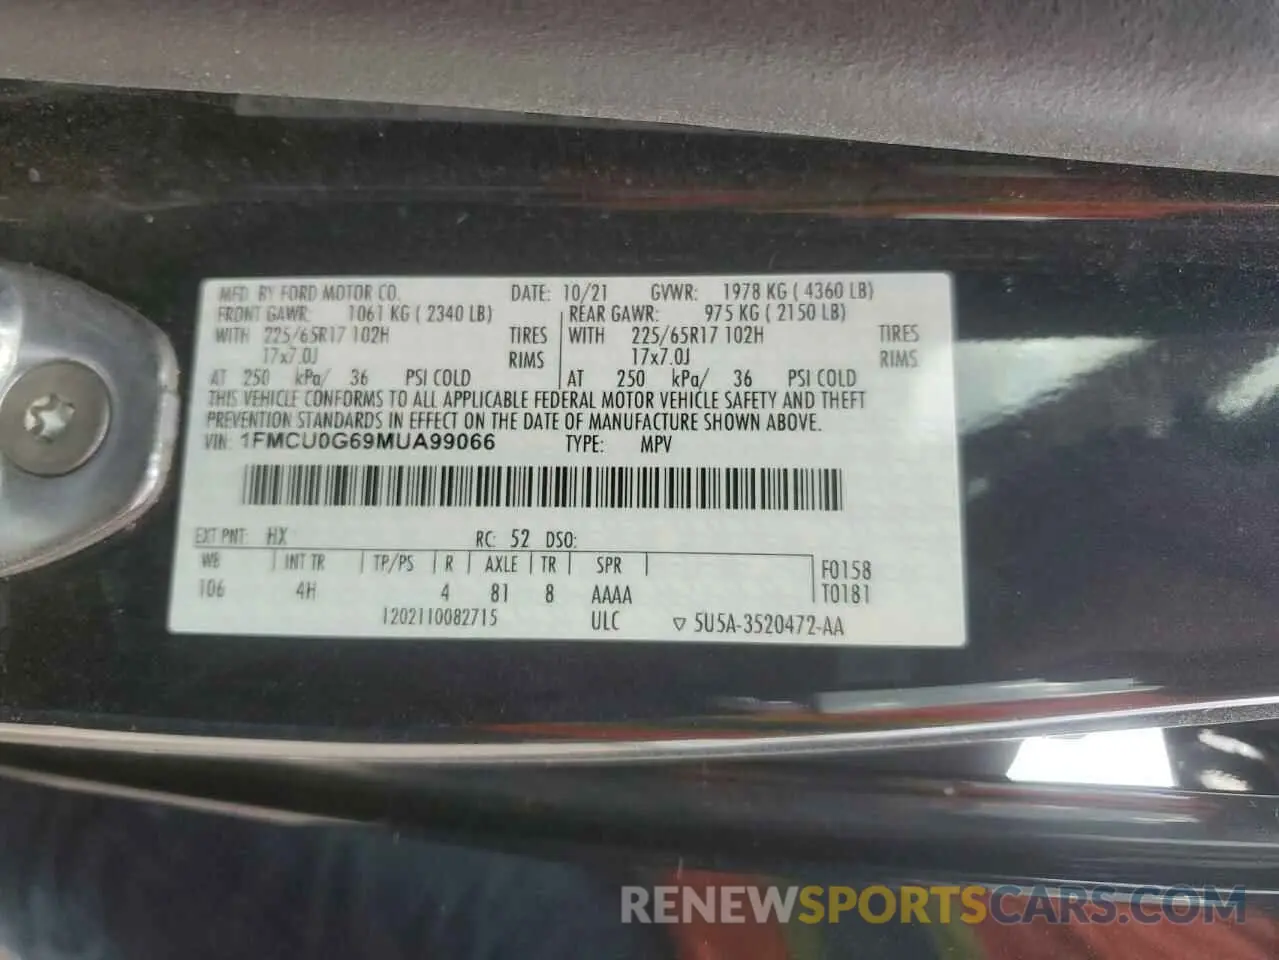 MFD. BY FORD MOTOR CO. DATE: 10/21 GVWR: 1978 KG ( 4360 LB)
FRONT GAWR: 1061 KG ( 2340 LB) REAR GAWR: 975 KG ( 2150 LB)
WITH 225/65R17 102H TIRES WITH 225/65R17 102H TIRES
17x7.0J RIMS 17x7.0J RIMS
AT 250 kPa/ 36 PSI COLD AT 250 kPa/ 36 PSI COLD
THIS VEHICLE CONFORMS TO ALL APPLICABLE FEDERAL MOTOR VEHICLE SAFETY AND THEFT
PREVENTION STANDARDS IN EFFECT ON THE DATE OF MANUFACTURE SHOWN ABOVE.
VIN: 1FMCU0G69MUA99066 TYPE: MPV
EXT PNT: HX RC: 52 DSO:
WB INT TR TP/PS R AXLE TR SPR F0158
106 4H 4 81 8 AAAA T0181
1202110082715 ULC ▽ 5U5A-3520472-AA
RENEWSPORTSCARS.COM